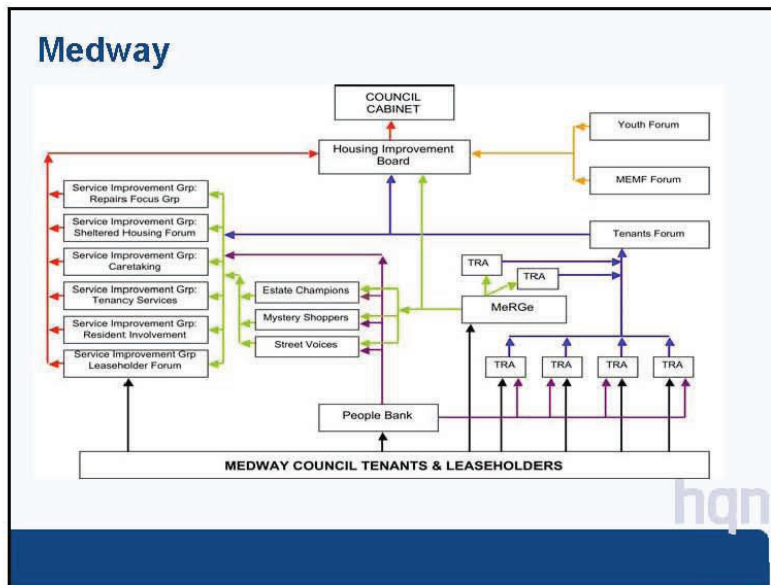 Medway
COUNCIL
CABINET
Housing Improvement
Board
Youth Forum
MEMF Forum
Service Improvement Grp:
Repairs Focus Grp
Service Improvement Grp:
Sheltered Housing Forum
Service Improvement Grp:
Caretaking
Service Improvement Grp:
Tenancy Services
Service Improvement Grp:
Resident Involvement
Service Improvement Grp
Leaseholder Forum
Tenants Forum
TRA
TRA
Estate Champions
Mystery Shoppers
Street Voices
MeRGe
TRA
TRA
TRA
TRA
People Bank
MEDWAY COUNCIL TENANTS & LEASEHOLDERS
hqn